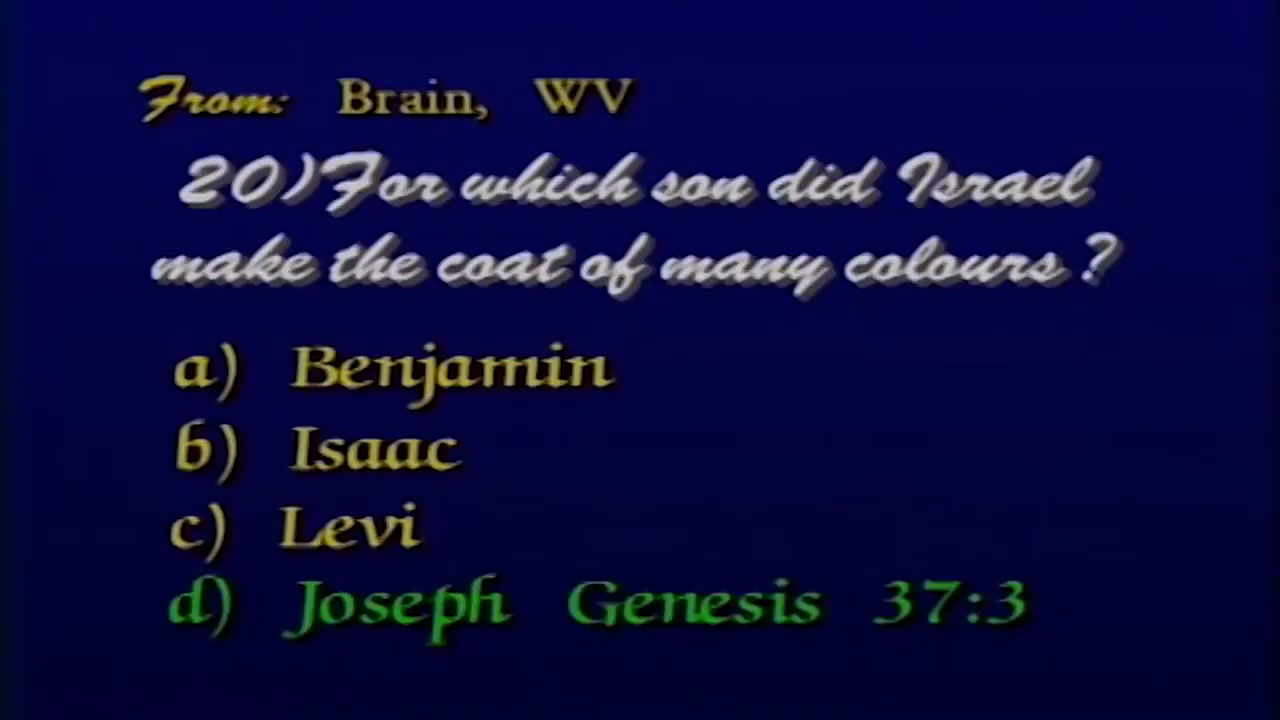 From: Brain, WV
20) For which son did Israel
make the coat of many colours ?
a) Benjamin
b) Isaac
c) Levi
d) Joseph Genesis 37:3